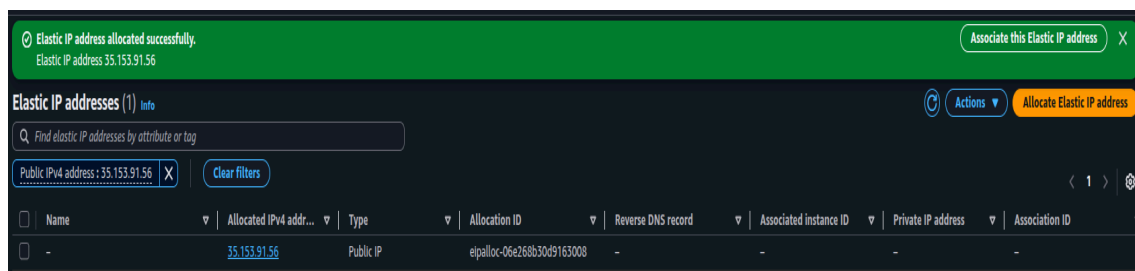 Elastic IP address allocated successfully.
Elastic IP address 35.153.91.56
Associate this Elastic IP address X
Elastic IP addresses (1) Info
Actions ▼ Allocate Elastic IP address
Find elastic IP addresses by attribute or tag
Public IPv4 address : 35.153.91.56 X Clear filters
< 1 >
Name Allocated IPv4 addr... Type Allocation ID Reverse DNS record Associated instance ID Private IP address Association ID
– 35.153.91.56 Public IP eipalloc-06e268b30d9163008 – – – –